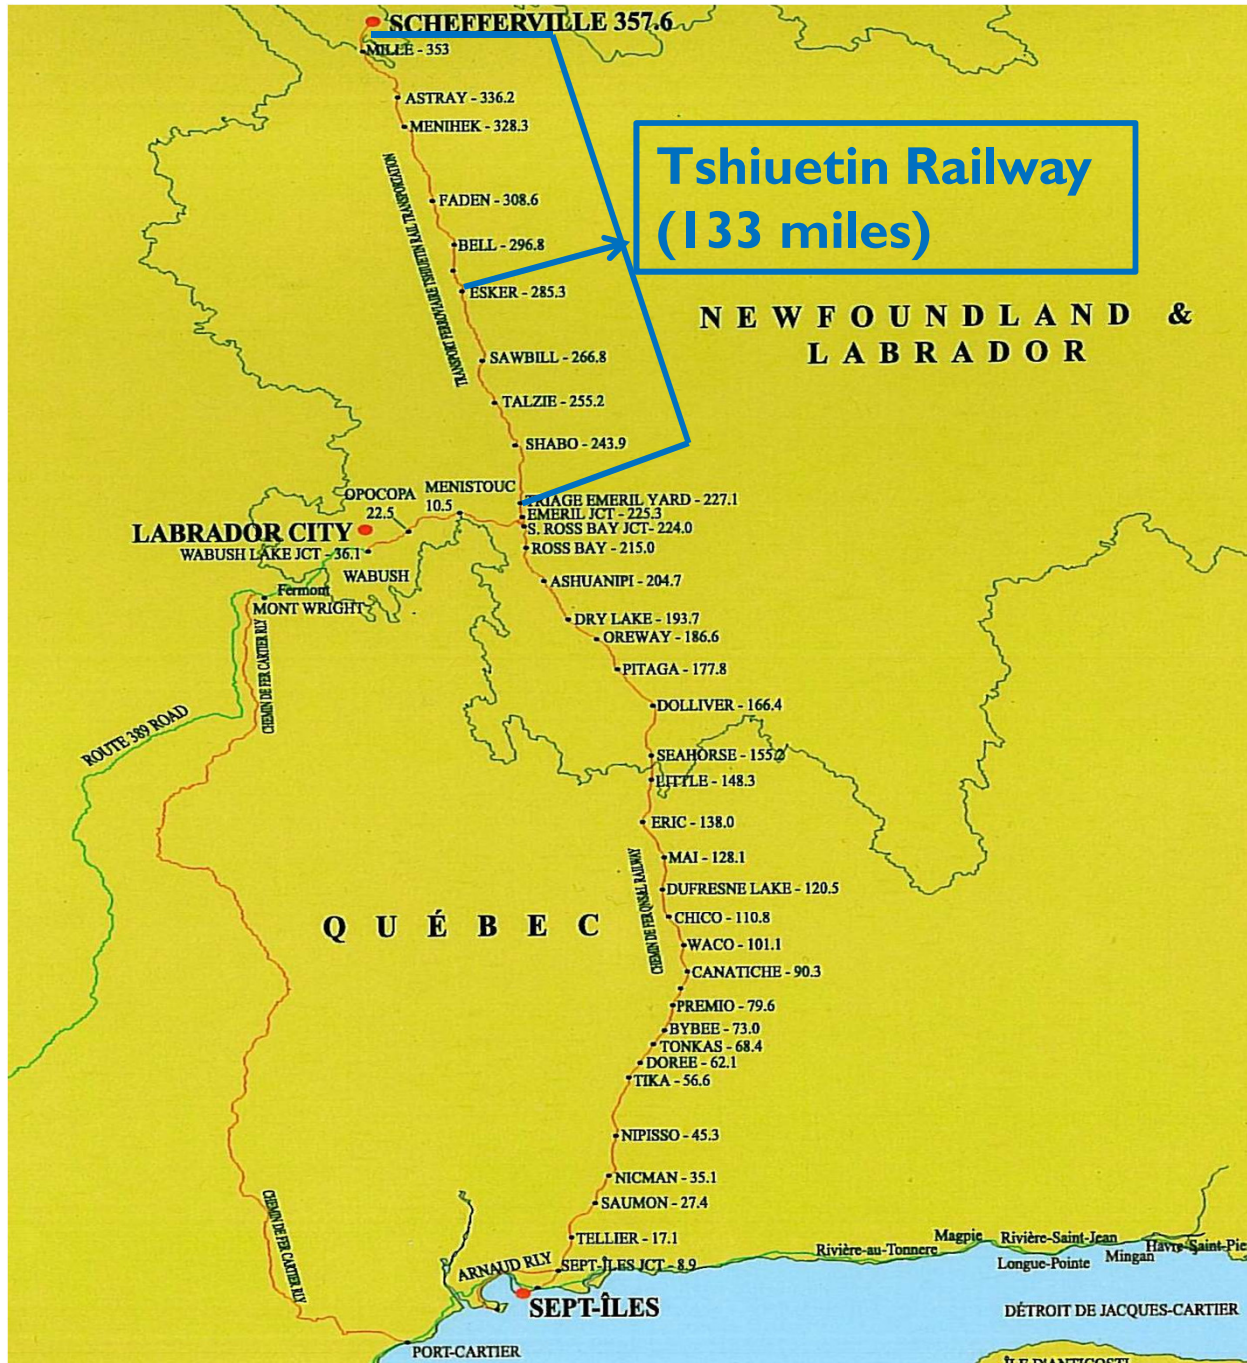 SCHEFFERVILLE 357.6
MILLE - 353
ASTRAY - 336.2
MENIHEK - 328.3
Tshiuetin Railway
(133 miles)
TRANSPORT FERROVIAIRE TSHIUETIN RAIL TRANSPORTATION
FADEN - 308.6
BELL - 296.8
ESKER - 285.3
NEWFOUNDLAND &
LABRADOR
SAWBILL - 266.8
TALZIE - 255.2
SHABO - 243.9
MENISTOUC
10.5
OPOCOPA
22.5
TRIAGE EMERIL YARD - 227.1
EMERIL JCT - 225.3
S. ROSS BAY JCT- 224.0
LABRADOR CITY
WABUSH LAKE JCT - 36.1
ROSS BAY - 215.0
WABUSH
ASHUANIPI - 204.7
Fermont
MONT WRIGHT
DRY LAKE - 193.7
OREWAY - 186.6
CHEMIN DE FER CARTIER RLY
PITAGA - 177.8
DOLLIVER - 166.4
ROUTE 389 ROAD
SEAHORSE - 155.2
LITTLE - 148.3
ERIC - 138.0
MAI - 128.1
DUFRESNE LAKE - 120.5
CHEMIN DE FER QNS&L RAILWAY
QUÉBEC
CHICO - 110.8
WACO - 101.1
CANATICHE - 90.3
PREMIO - 79.6
BYBEE - 73.0
TONKAS - 68.4
DOREE - 62.1
TIKA - 56.6
NIPISSO - 45.3
NICMAN - 35.1
SAUMON - 27.4
CHEMIN DE FER CARTIER RLY
TELLIER - 17.1
Rivière-au-Tonnere
Magpie
Rivière-Saint-Jean
Longue-Pointe
Mingan
Havre-Saint-Pie
ARNAUD RLY
SEPT-ÎLES JCT - 8.9
SEPT-ÎLES
DÉTROIT DE JACQUES-CARTIER
PORT-CARTIER
ÎLE D'ANTICOSTI